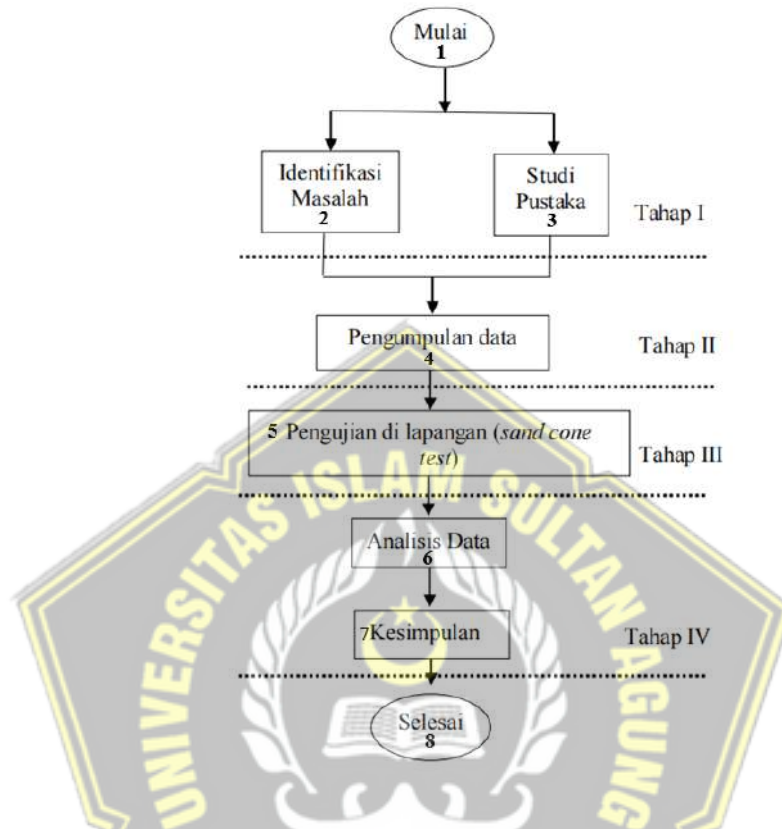 Mulai
1
Identifikasi
Masalah
2
Studi
Pustaka
3
Tahap I
Pengumpulan data
4
Tahap II
5 Pengujian di lapangan (sand cone
test)
Tahap III
Analisis Data
6
7Kesimpulan
Tahap IV
Selesai
8
UNIVERSITAS ISLAM SULTAN AGUNG